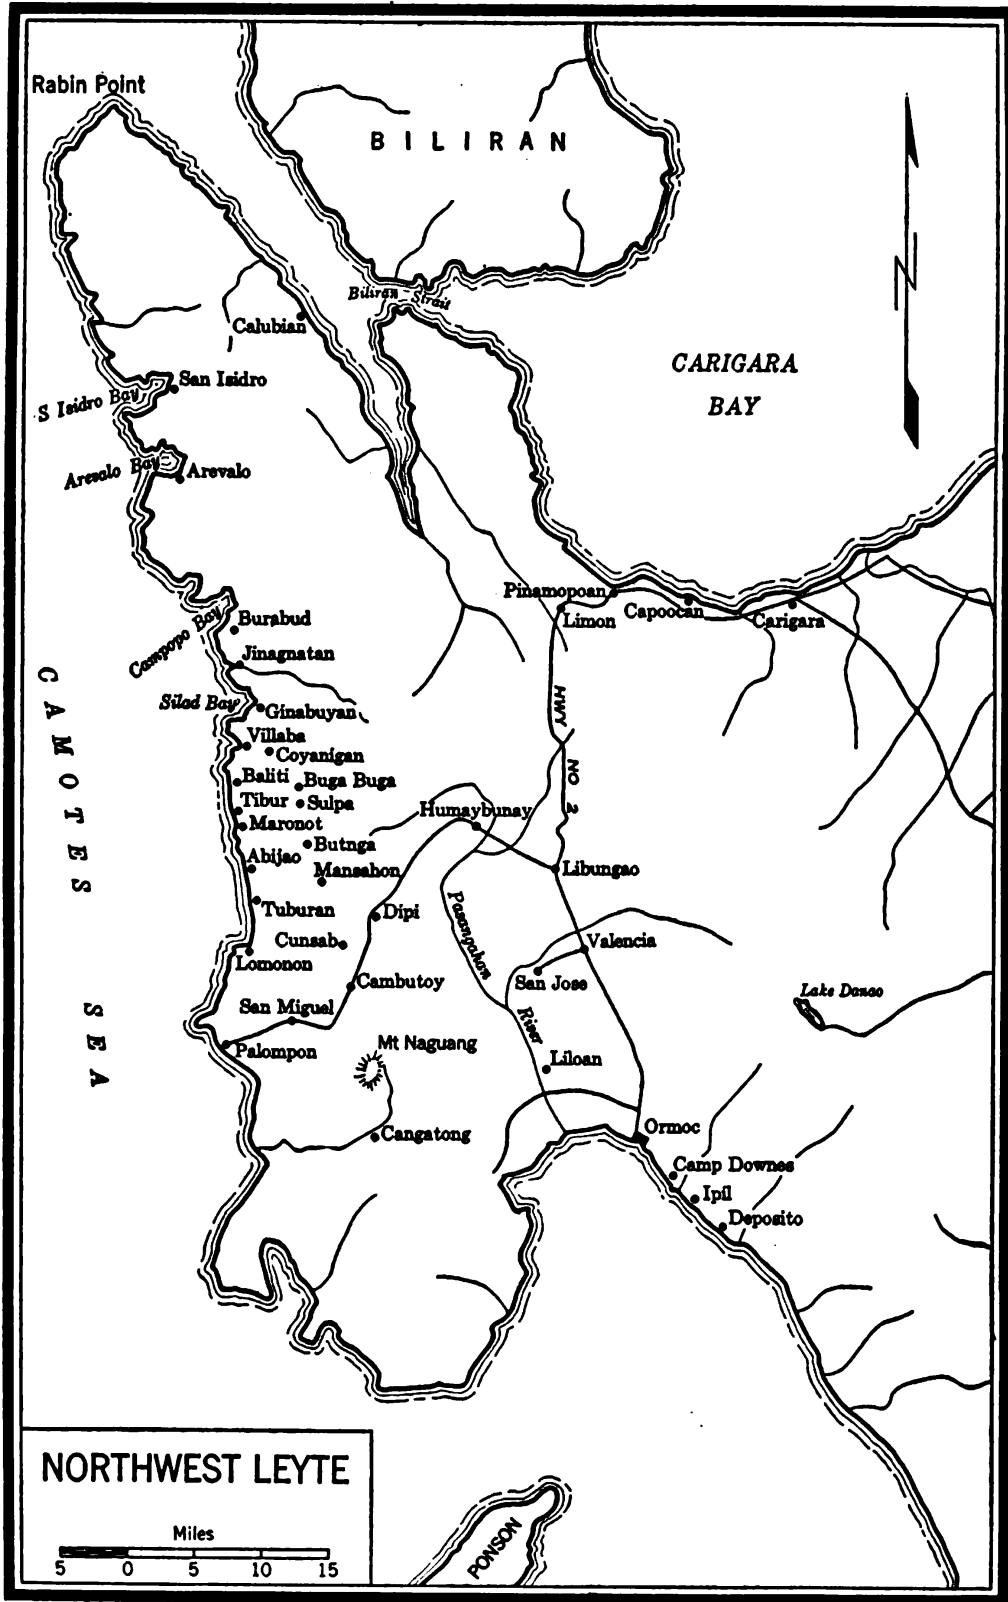 Rabin Point
BILIRAN
Biliran Strait
Calubian
CARIGARA
BAY
San Isidro
S Isidro Bay
Arevalo Bay
Arevalo
Pinamopoan
Limon
Capoocan
Carigara
Burabud
Campopo Bay
Jinagnatan
Silad Bay
Ginabuyan
HWY NO 2
Villaba
Coyanigan
Baliti
Buga Buga
Tibur
Sulpa
Maronot
Humaybunay
Butnga
Abijao
Mansahon
Libungao
Tuburan
Dipi
Pasangahan River
Cunsab
Valencia
Lomonon
San Jose
Cambutoy
Lake Danao
San Miguel
Palompon
Mt Naguang
Liloan
CAMOTES SEA
Cangatong
Ormoc
Camp Downes
Ipil
Deposito
NORTHWEST LEYTE
Miles
5 0 5 10 15
PONSON